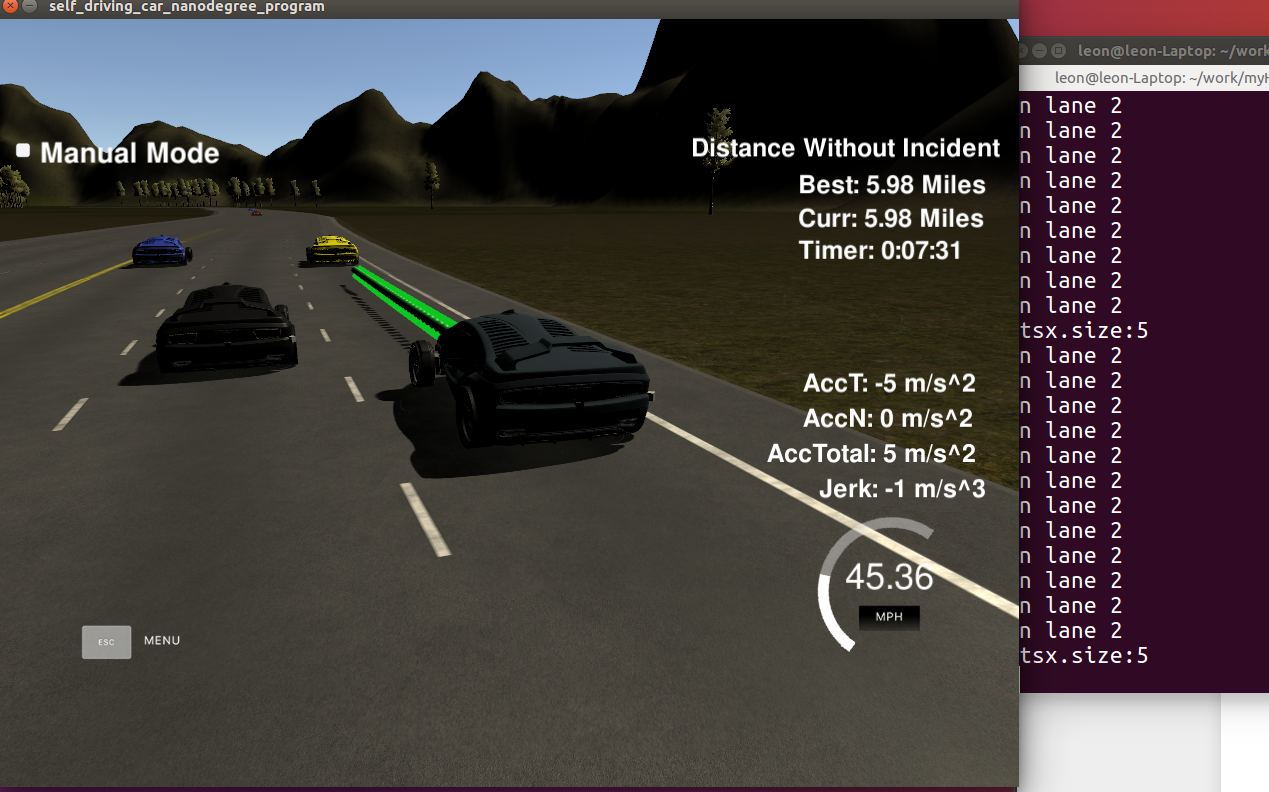 self_driving_car_nanodegree_program
Manual Mode
Distance Without Incident
Best: 5.98 Miles
Curr: 5.98 Miles
Timer: 0:07:31
AccT: -5 m/s^2
AccN: 0 m/s^2
AccTotal: 5 m/s^2
Jerk: -1 m/s^3
45.36
MPH
ESC
MENU
leon@leon-Laptop: ~/work
leon@leon-Laptop: ~/work/myH
n lane 2
n lane 2
n lane 2
n lane 2
n lane 2
n lane 2
n lane 2
n lane 2
n lane 2
tsx.size:5
n lane 2
n lane 2
n lane 2
n lane 2
n lane 2
n lane 2
n lane 2
n lane 2
n lane 2
n lane 2
n lane 2
n lane 2
tsx.size:5